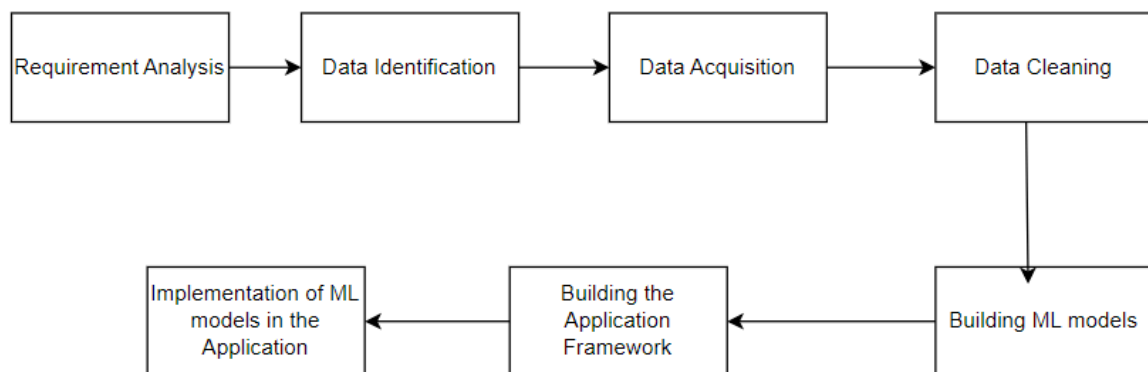 Requirement Analysis
Data Identification
Data Acquisition
Data Cleaning
Implementation of ML
models in the
Application
Building the
Application
Framework
Building ML models